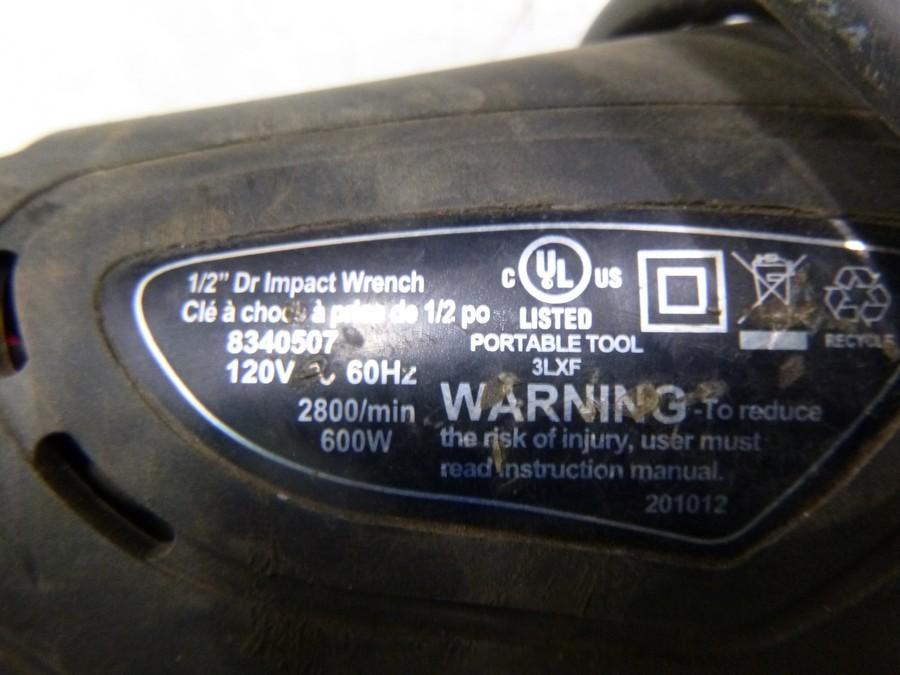 1/2" Dr Impact Wrench
Clé à chocs à prise de 1/2 po
8340507
120V ~ 60Hz
2800/min
600W
C UL US
LISTED
PORTABLE TOOL
3LXF
RECYCLE
WARNING -To reduce
the risk of injury, user must
read instruction manual.
201012